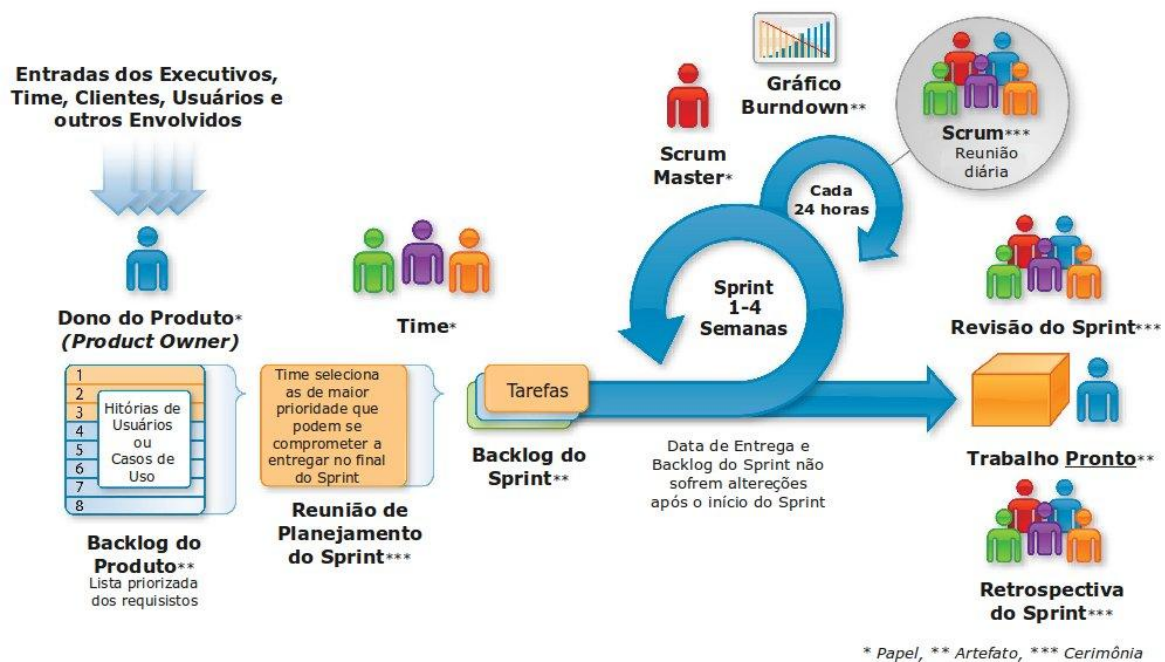 Entradas dos Executivos,
Time, Clientes, Usuários e
outros Envolvidos
Dono do Produto*
(Product Owner)
1
2
3
4
5
6
7
8
Hitórias de
Usuários
ou
Casos de
Uso
Backlog do
Produto**
Lista priorizada
dos requisistos
Time*
Time seleciona
as de maior
prioridade que
podem se
comprometer a
entregar no final
do Sprint
Reunião de
Planejamento
do Sprint***
Tarefas
Backlog do
Sprint**
Scrum
Master*
Gráfico
Burndown**
Cada
24 horas
Sprint
1-4
Semanas
Data de Entrega e
Backlog do Sprint não
sofrem altereções
após o início do Sprint
Scrum***
Reunião
diária
Revisão do Sprint***
Trabalho Pronto**
Retrospectiva
do Sprint***
* Papel, ** Artefato, *** Cerimônia